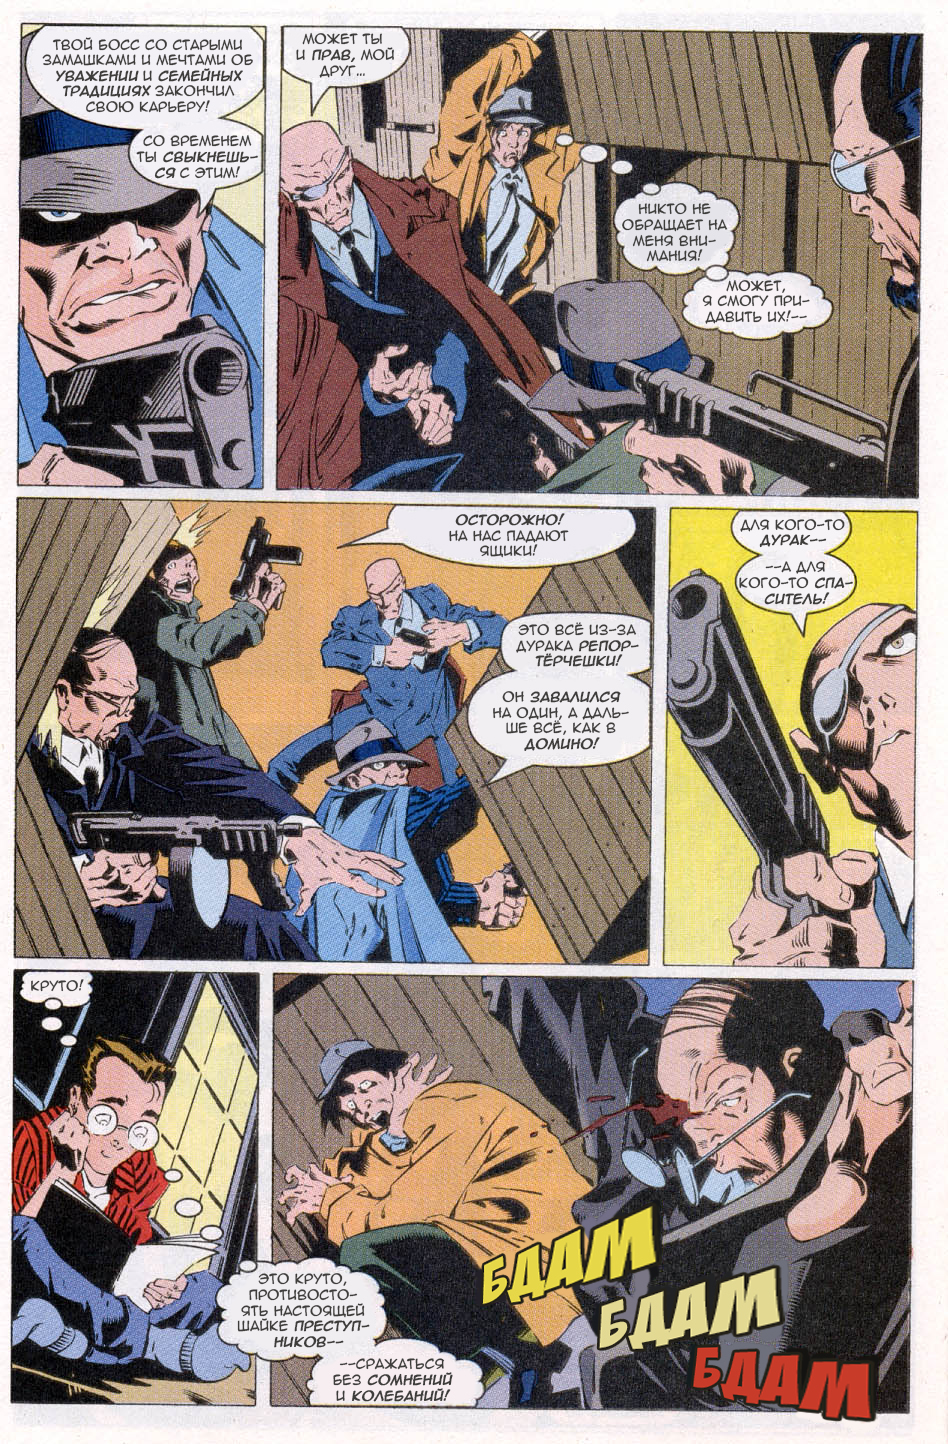 ТВОЙ БОСС СО СТАРЫМИ
ЗАМАШКАМИ И МЕЧТАМИ ОБ
УВАЖЕНИИ И СЕМЕЙНЫХ
ТРАДИЦИЯХ ЗАКОНЧИЛ
СВОЮ КАРЬЕРУ!
СО ВРЕМЕНЕМ
ТЫ СВЫКНЕШЬ-
СЯ С ЭТИМ!
МОЖЕТ ТЫ
И ПРАВ, МОЙ
ДРУГ...
НИКТО НЕ
ОБРАЩАЕТ НА
МЕНЯ ВНИ-
МАНИЯ!
МОЖЕТ,
Я СМОГУ ПРИ-
ДАВИТЬ ИХ!--
ОСТОРОЖНО!
НА НАС ПАДАЮТ
ЯЩИКИ!
ЭТО ВСЁ ИЗ-ЗА
ДУРАКА РЕПОР-
ТЁРЧЕШКИ!
ОН ЗАВАЛИЛСЯ
НА ОДИН, А ДАЛЬ-
ШЕ ВСЁ, КАК В
ДОМИНО!
ДЛЯ КОГО-ТО
ДУРАК--
--А ДЛЯ
КОГО-ТО СПА-
СИТЕЛЬ!
КРУТО!
ЭТО КРУТО,
ПРОТИВОСТО-
ЯТЬ НАСТОЯЩЕЙ
ШАЙКЕ ПРЕСТУП-
НИКОВ--
--СРАЖАТЬСЯ
БЕЗ СОМНЕНИЙ
И КОЛЕБАНИЙ!
БДАМ
БДАМ
БДАМ